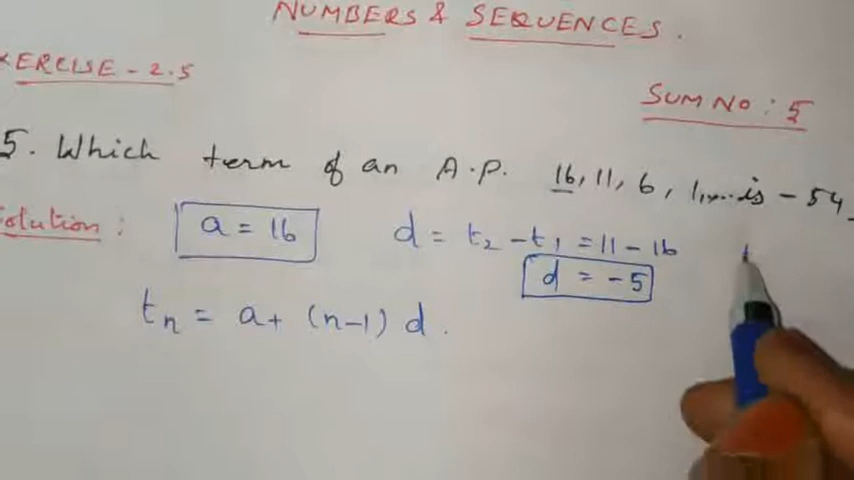 NUMBERS & SEQUENCES.
XERCISE - 2.5
SUM NO : 5
5. Which term of an A.P. 16, 11, 6, 1,... is - 54
olution :
a = 16
d = t₂ - t₁ = 11 - 16
d = -5
tₙ = a + (n-1) d.